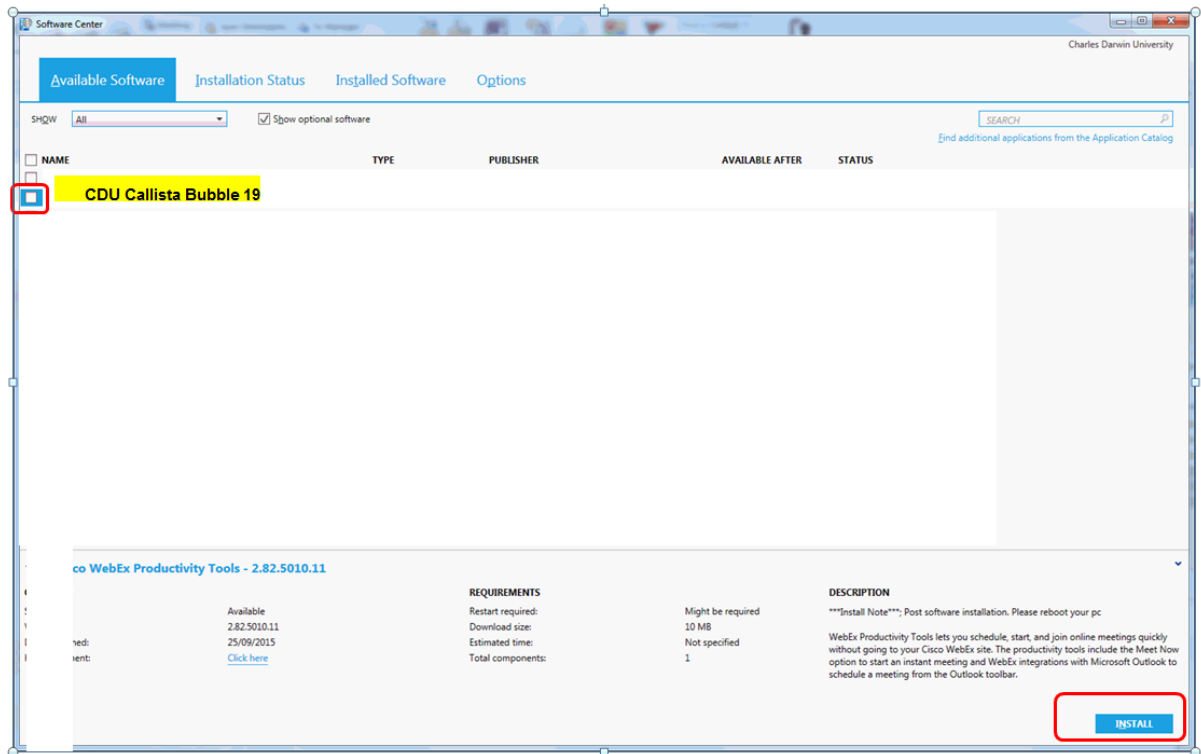 Software Center
Charles Darwin University
Available Software Installation Status Installed Software Options
SHOW All Show optional software SEARCH
Find additional applications from the Application Catalog
NAME TYPE PUBLISHER AVAILABLE AFTER STATUS
CDU Callista Bubble 19
co WebEx Productivity Tools - 2.82.5010.11
REQUIREMENTS DESCRIPTION
Available Restart required: Might be required ***Install Note***; Post software installation. Please reboot your pc
2.82.5010.11 Download size: 10 MB
ned: 25/09/2015 Estimated time: Not specified WebEx Productivity Tools lets you schedule, start, and join online meetings quickly
ent: Click here Total components: 1 without going to your Cisco WebEx site. The productivity tools include the Meet Now
option to start an instant meeting and WebEx integrations with Microsoft Outlook to
schedule a meeting from the Outlook toolbar.
INSTALL